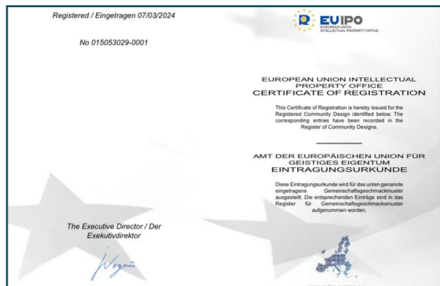 Registered / Eingetragen 07/03/2024
No 015053029-0001
The Executive Director / Der
Exekutivdirektor
EUIPO
EUROPEAN UNION
INTELLECTUAL PROPERTY OFFICE
EUROPEAN UNION INTELLECTUAL
PROPERTY OFFICE
CERTIFICATE OF REGISTRATION
This Certificate of Registration is hereby issued for the
Registered Community Design identified below. The
corresponding entries have been recorded in the
Register of Community Designs.
AMT DER EUROPÄISCHEN UNION FÜR
GEISTIGES EIGENTUM
EINTRAGUNGSURKUNDE
Diese Eintragungsurkunde wird für das unten genannte
eingetragene Gemeinschaftsgeschmacksmuster
ausgestellt. Die entsprechenden Einträge sind in das
Register für Gemeinschaftsgeschmacksmuster
aufgenommen worden.